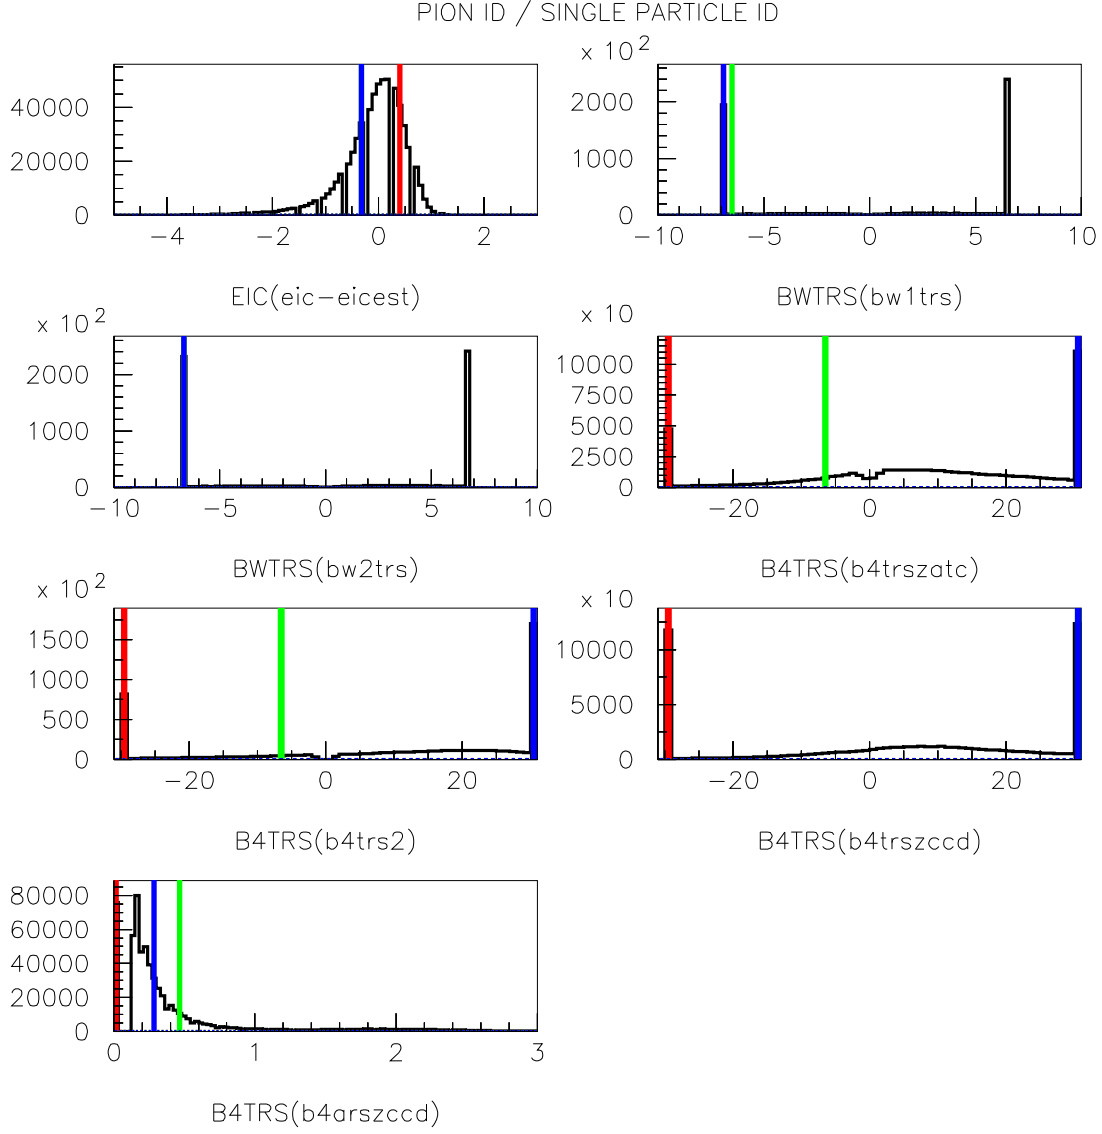 PION ID / SINGLE PARTICLE ID
x 10 2
40000
20000
0
2000
1000
0
−4 −2 0 2
−10 −5 0 5 10
EIC(eic−eicest)
BWTRS(bw1trs)
x 10 2
x 10
2000
1000
0
10000
7500
5000
2500
0
−10 −5 0 5 10
−20 0 20
BWTRS(bw2trs)
B4TRS(b4trszatc)
x 10 2
x 10
1500
1000
500
0
10000
5000
0
−20 0 20
−20 0 20
B4TRS(b4trs2)
B4TRS(b4trszccd)
80000
60000
40000
20000
0
0 1 2 3
B4TRS(b4arszccd)